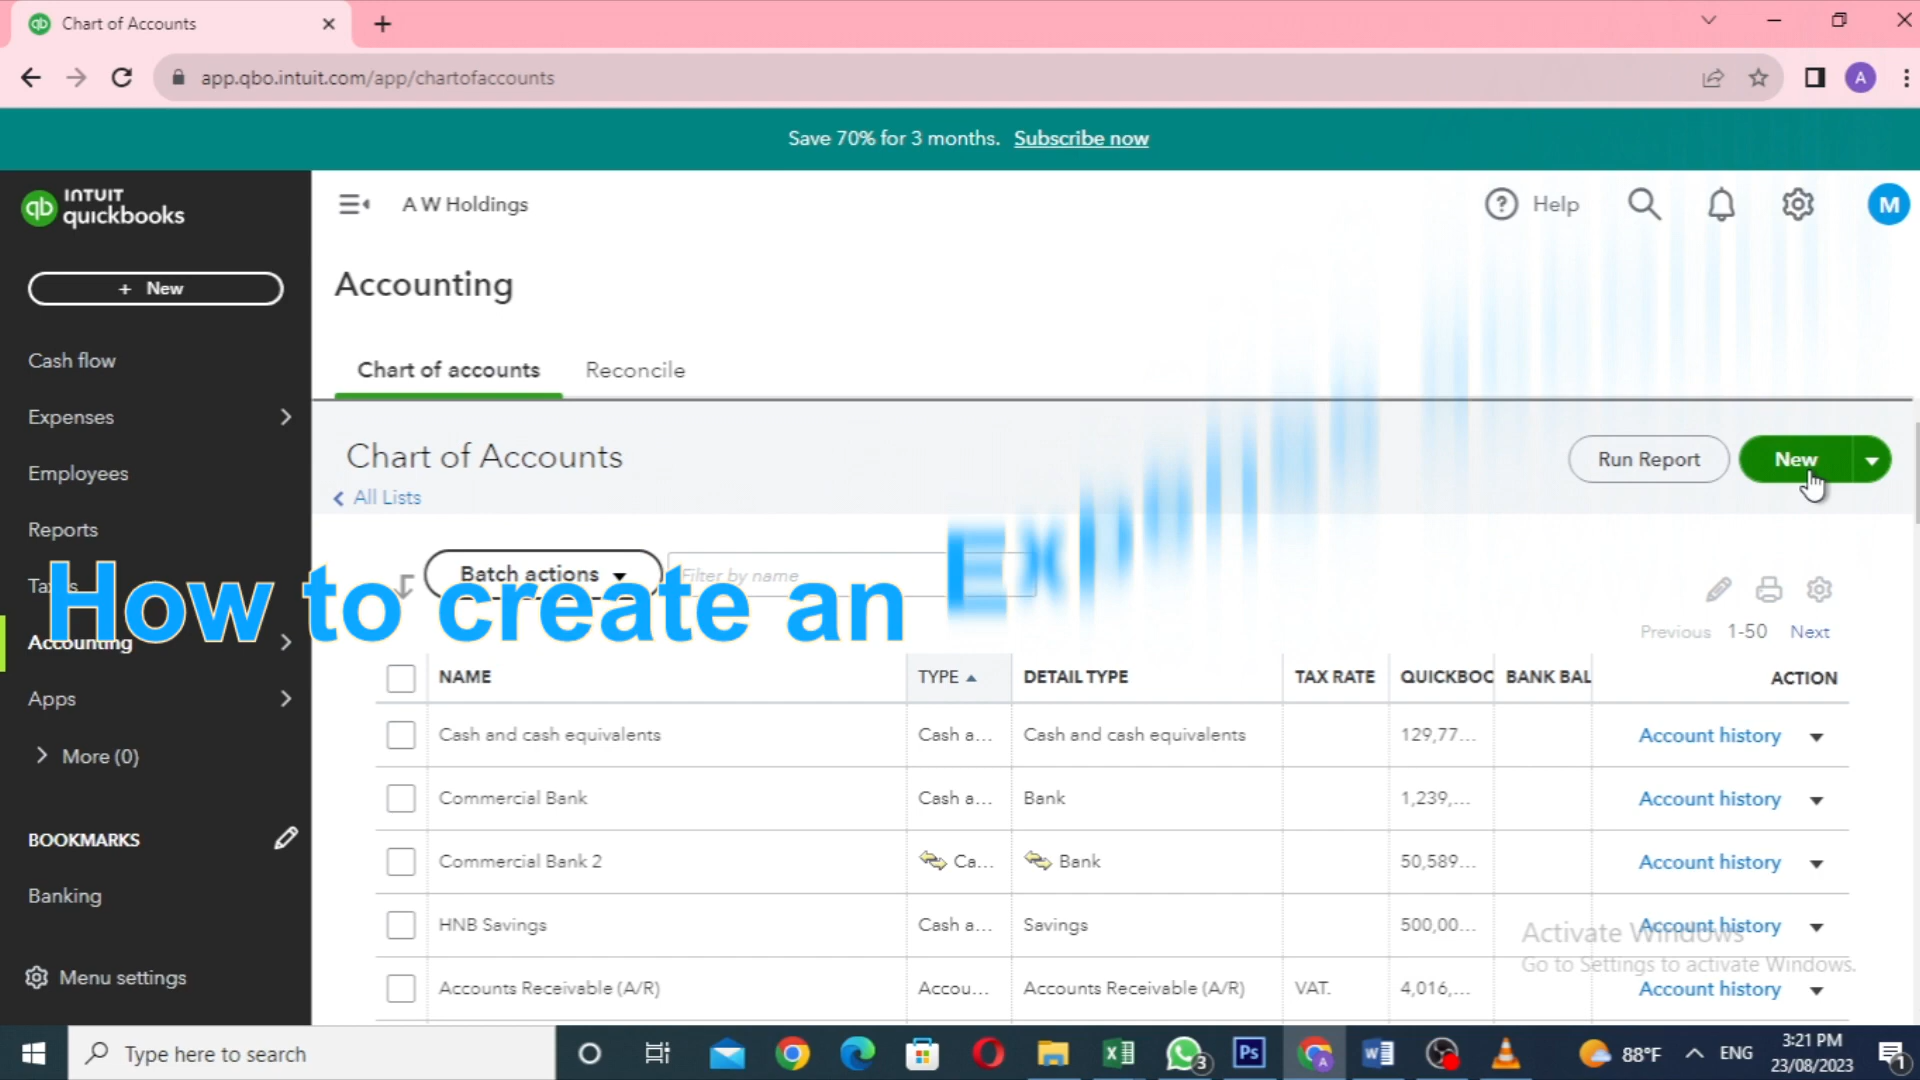 Chart of Accounts
app.qbo.intuit.com/app/chartofaccounts
A
Save 70% for 3 months. Subscribe now
INTUIT
quickbooks
qb
A W Holdings
Help
M
+ New
Accounting
Cash flow
Chart of accounts
Reconcile
Expenses
Chart of Accounts
Run Report
New
Employees
All Lists
Reports
Batch actions
Filter by name
How to create an
Previous 1-50 Next
Accounting
NAME TYPE DETAIL TYPE TAX RATE QUICKBOC BANK BAL ACTION
Apps
Cash and cash equivalents Cash a... Cash and cash equivalents 129,77... Account history
More (0)
Commercial Bank Cash a... Bank 1,239,... Account history
BOOKMARKS
Commercial Bank 2 Ca... Bank 50,589... Account history
Banking
HNB Savings Cash a... Savings 500,00... Account history
Activate Windows
Go to Settings to activate Windows.
Menu settings
Accounts Receivable (A/R) Accou... Accounts Receivable (A/R) VAT. 4,016,... Account history
Type here to search
3
Ps
A
88°F
ENG
3:21 PM
23/08/2023
1